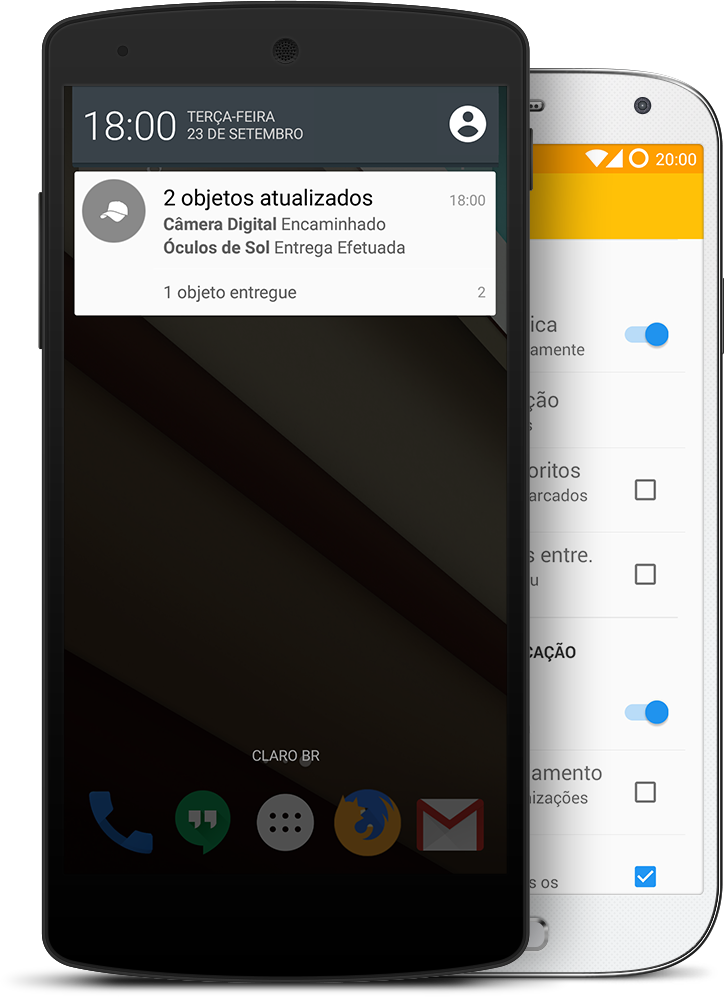 18:00
TERÇA-FEIRA
23 DE SETEMBRO
2 objetos atualizados
18:00
Câmera Digital Encaminhado
Óculos de Sol Entrega Efetuada
1 objeto entregue
2
CLARO BR
20:00
ica
amente
ção
s
oritos
arcados
s entre.
u
CAÇÃO
amento
nizações
s os